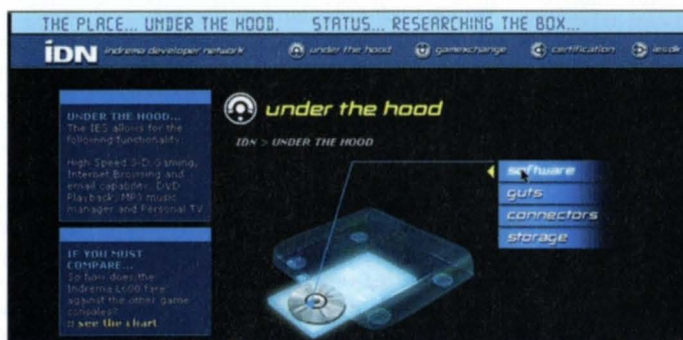 THE PLACE... UNDER THE HOOD. STATUS... RESEARCHING THE BOX...
iDN indrema developer network under the hood gamexchange certification iesdk
UNDER THE HOOD...
The IES allows for the
following functionality
High Speed 3-D Gaming,
Internet Browsing and
email capability, DVD
Playback, MP3 music
manager and Personal TV
IF YOU MUST
COMPARE...
So how does the
Indrema L600 fare
against the other game
consoles?
:: see the chart
under the hood
IDN > UNDER THE HOOD
software
guts
connectors
storage